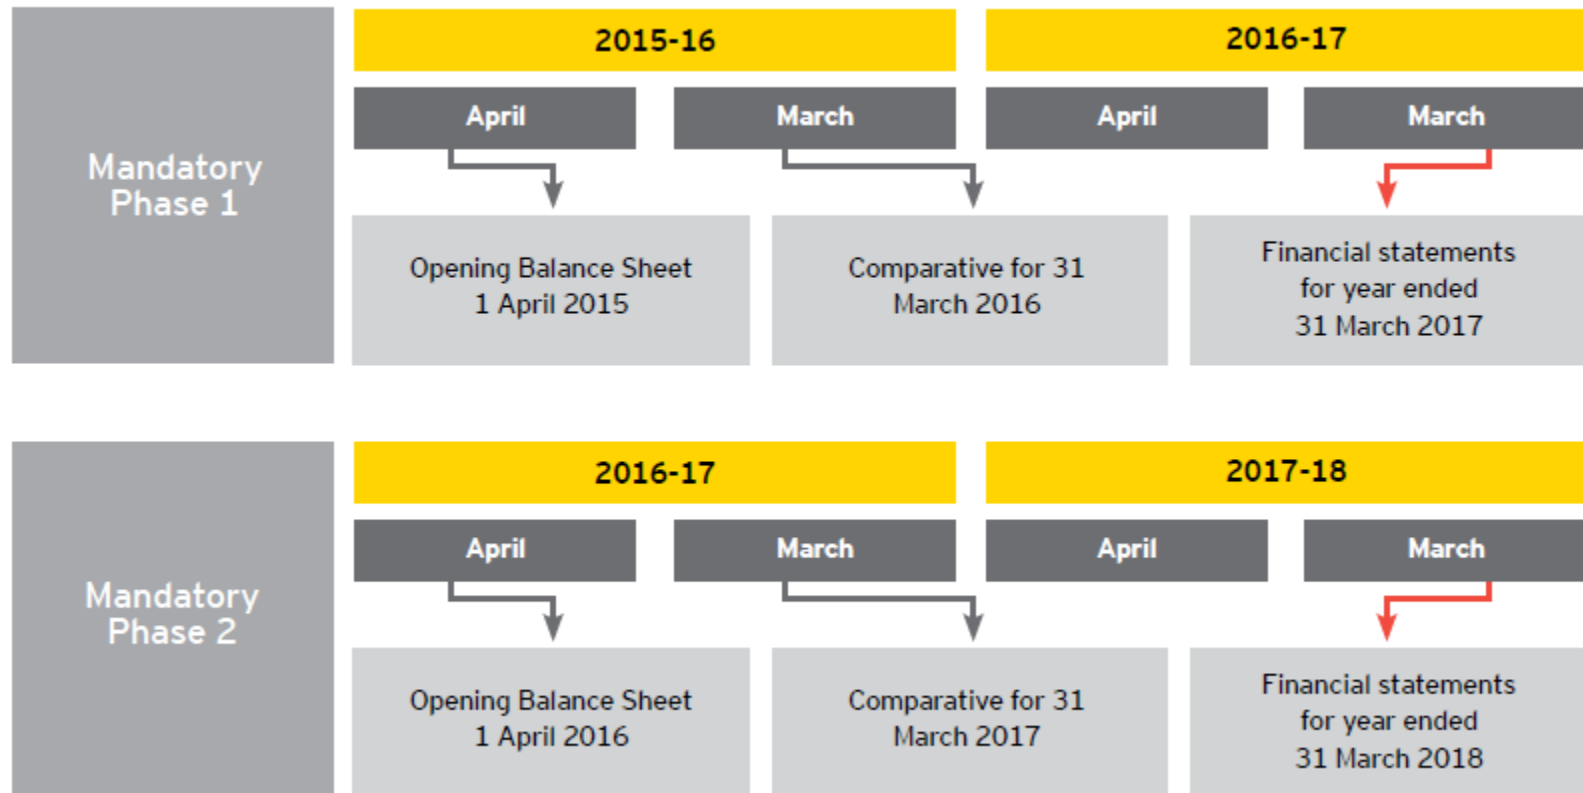 Mandatory
Phase 1
2015-16
2016-17
April
March
April
March
Opening Balance Sheet
1 April 2015
Comparative for 31
March 2016
Financial statements
for year ended
31 March 2017
Mandatory
Phase 2
2016-17
2017-18
April
March
April
March
Opening Balance Sheet
1 April 2016
Comparative for 31
March 2017
Financial statements
for year ended
31 March 2018